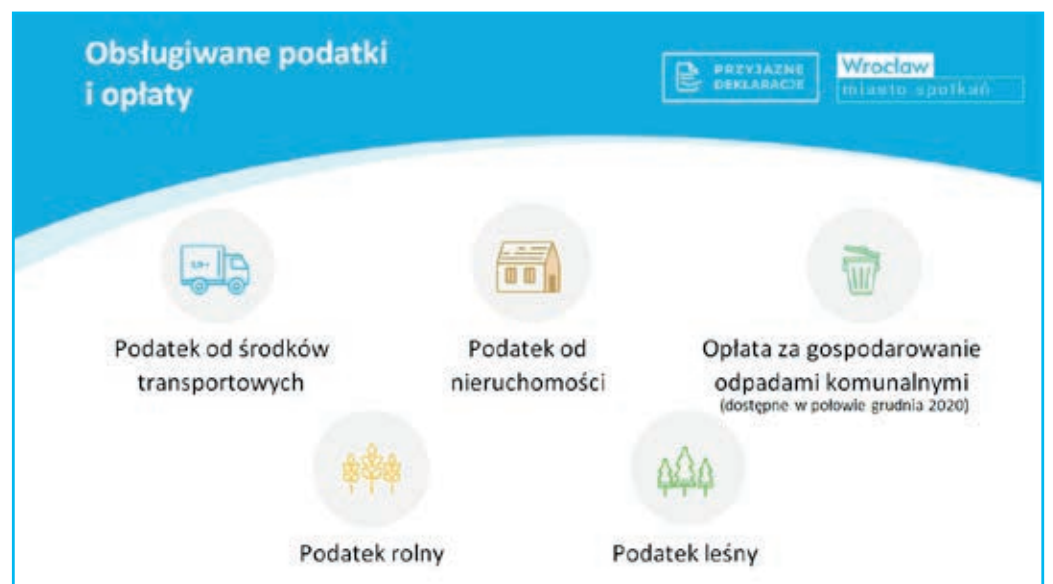 Obsługiwane podatki
i opłaty
PRZYJAZNE
DEKLARACJE
Wrocław
miasto spotkań
Podatek od środków
transportowych
Podatek od
nieruchomości
Opłata za gospodarowanie
odpadami komunalnymi
(dostępne w połowie grudnia 2020)
Podatek rolny
Podatek leśny